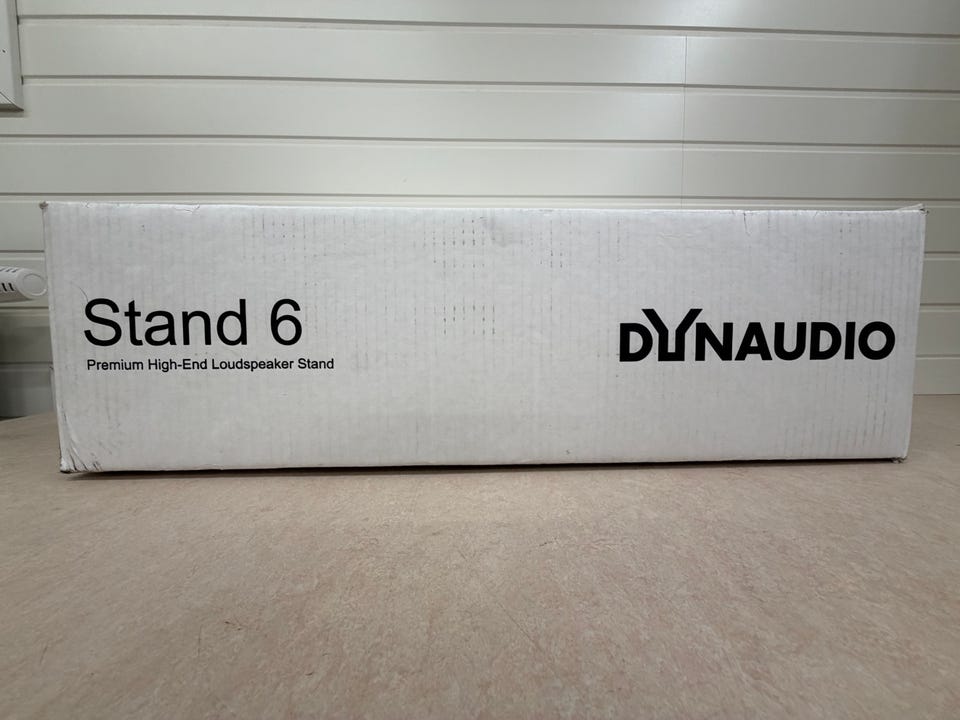 Stand 6
Premium High-End Loudspeaker Stand
DYNAUDIO